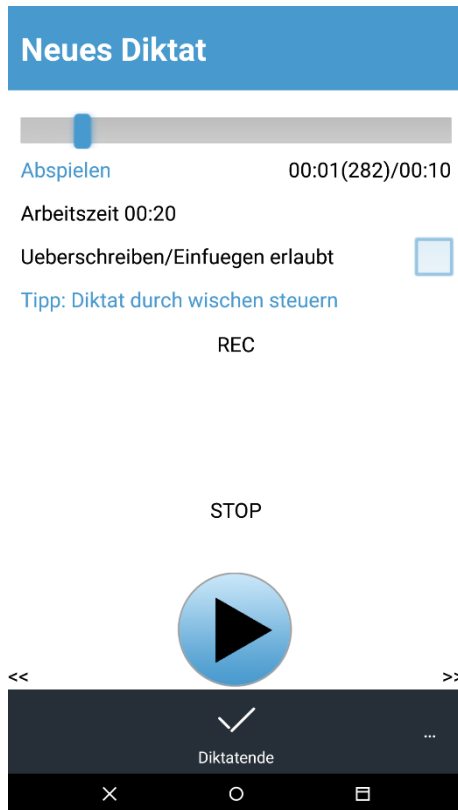 Neues Diktat
Abspielen 00:01(282)/00:10
Arbeitszeit 00:20
Ueberschreiben/Einfuegen erlaubt
Tipp: Diktat durch wischen steuern
REC
STOP
<< >>
Diktatende ...